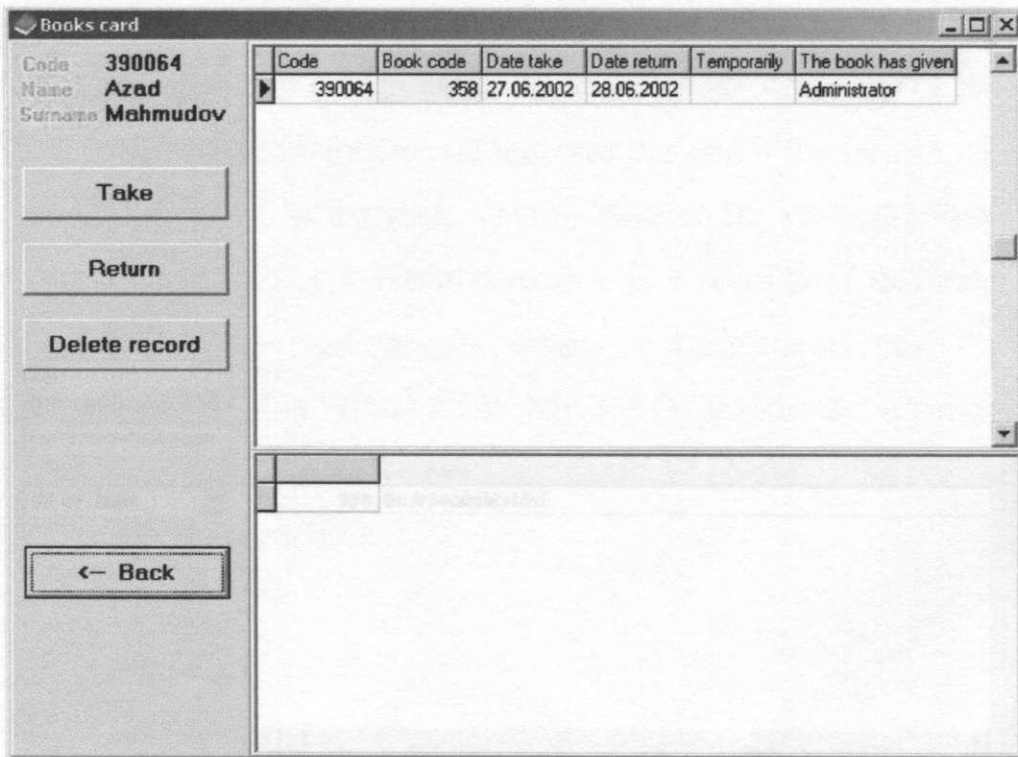 Books card
Code 390064
Name Azad
Surname Mahmudov
Take
Return
Delete record
<-- Back
Code Book code Date take Date return Temporarily The book has given
390064 358 27.06.2002 28.06.2002 Administrator
358